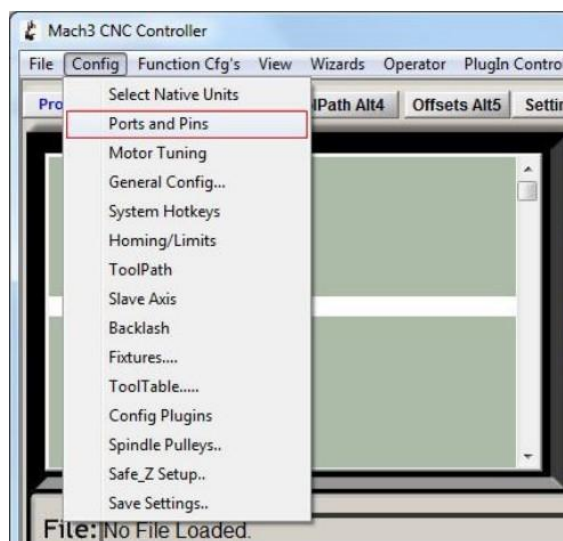 Mach3 CNC Controller
File Config Function Cfg's View Wizards Operator PlugIn Contro
Pro lPath Alt4 Offsets Alt5 Settin
Select Native Units
Ports and Pins
Motor Tuning
General Config...
System Hotkeys
Homing/Limits
ToolPath
Slave Axis
Backlash
Fixtures....
ToolTable.....
Config Plugins
Spindle Pulleys..
Safe_Z Setup..
Save Settings..
File: No File Loaded.